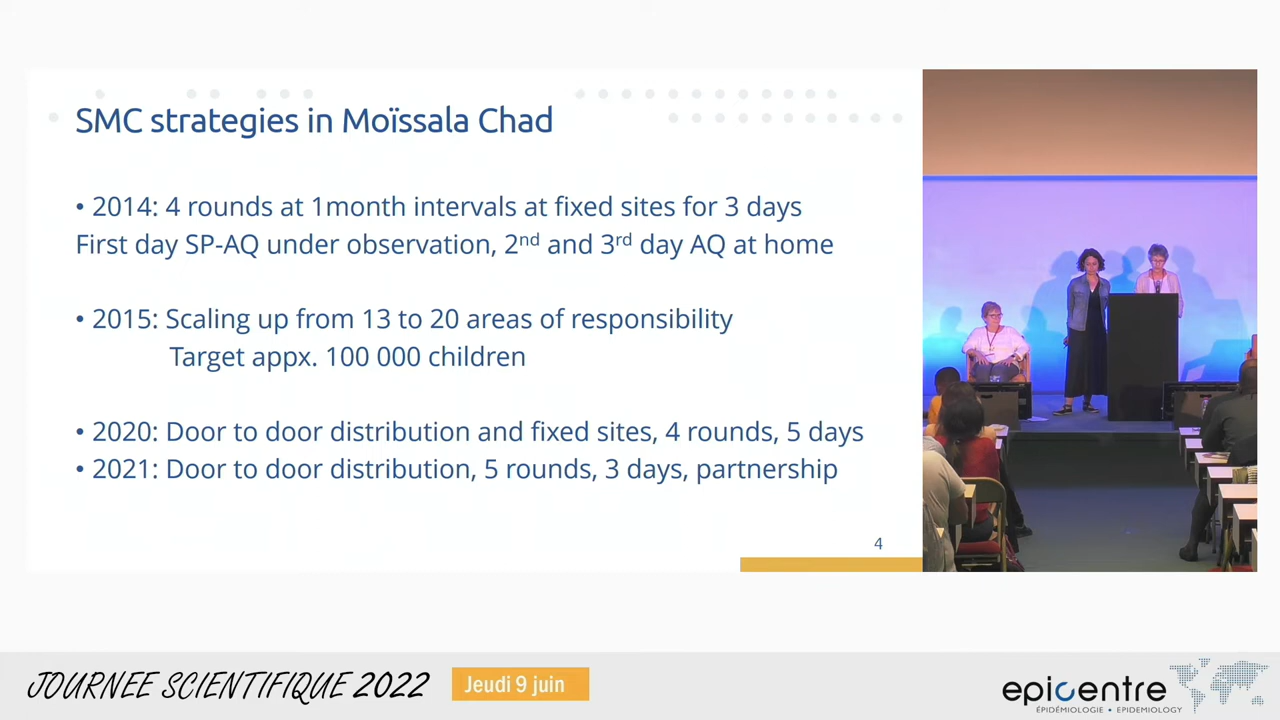 SMC strategies in Moïssala Chad
• 2014: 4 rounds at 1month intervals at fixed sites for 3 days
First day SP-AQ under observation, 2nd and 3rd day AQ at home
• 2015: Scaling up from 13 to 20 areas of responsibility
Target appx. 100 000 children
• 2020: Door to door distribution and fixed sites, 4 rounds, 5 days
• 2021: Door to door distribution, 5 rounds, 3 days, partnership
4
JOURNEE SCIENTIFIQUE 2022
Jeudi 9 juin
epicentre
ÉPIDÉMIOLOGIE • EPIDEMIOLOGY